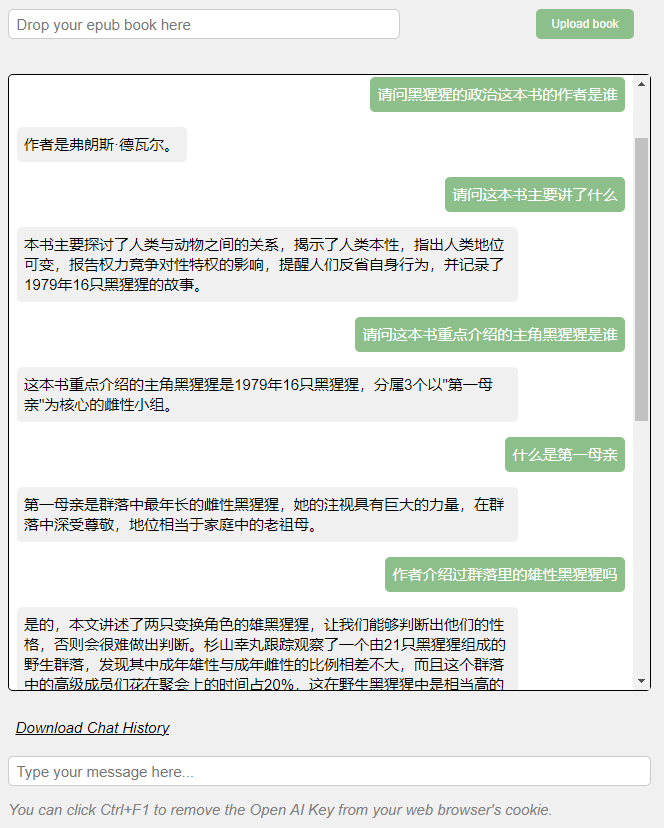 Drop your epub book here
Upload book
请问黑猩猩的政治这本书的作者是谁
作者是弗朗斯·德瓦尔。
请问这本书主要讲了什么
本书主要探讨了人类与动物之间的关系，揭示了人类本性，指出人类地位
可变，报告权力竞争对性特权的影响，提醒人们反省自身行为，并记录了
1979年16只黑猩猩的故事。
请问这本书重点介绍的主角黑猩猩是谁
这本书重点介绍的主角黑猩猩是1979年16只黑猩猩，分属3个以"第一母
亲"为核心的雌性小组。
什么是第一母亲
第一母亲是群落中最年长的雌性黑猩猩，她的注视具有巨大的力量，在群
落中深受尊敬，地位相当于家庭中的老祖母。
作者介绍过群落里的雄性黑猩猩吗
是的，本文讲述了两只变换角色的雄黑猩猩，让我们能够判断出他们的性
格，否则会很难做出判断。杉山幸丸跟踪观察了一个由21只黑猩猩组成的
野生群落，发现其中成年雄性与成年雌性的比例相差不大，而且这个群落
中的高级成员们花在聚会上的时间占20%，这在野生黑猩猩中是相当高的
Download Chat History
Type your message here...
You can click Ctrl+F1 to remove the Open AI Key from your web browser's cookie.